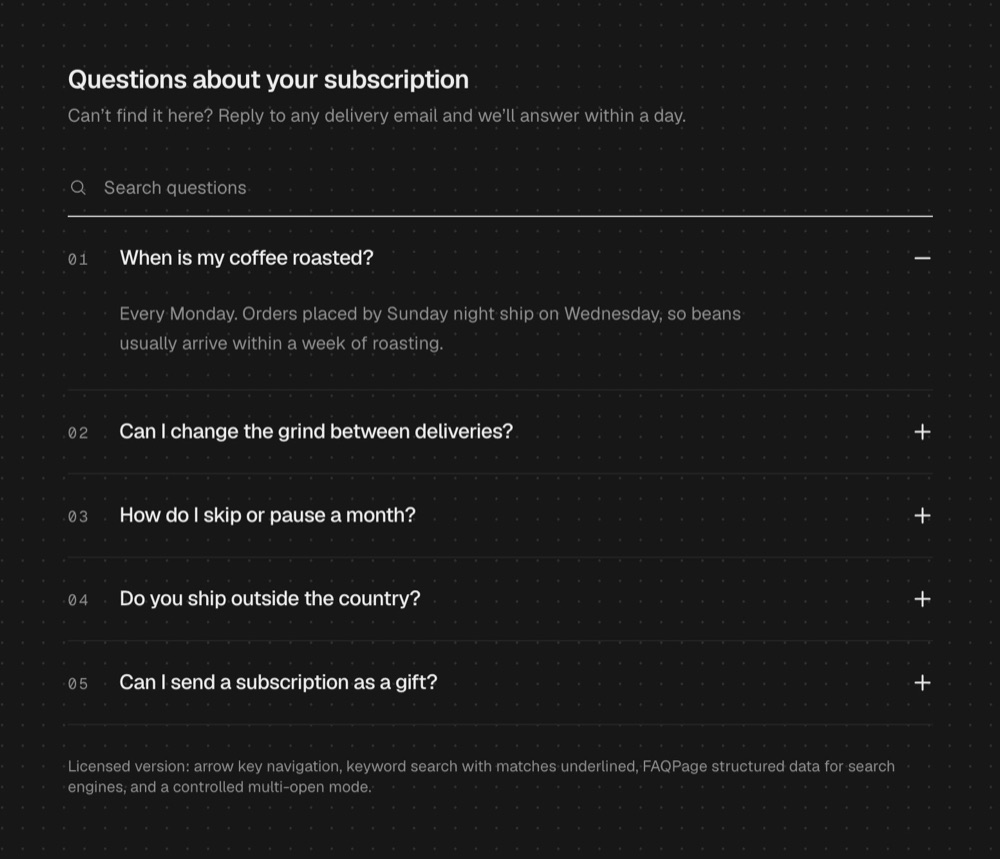 Questions about your subscription
Can’t find it here? Reply to any delivery email and we’ll answer within a day.
Search questions
01 When is my coffee roasted?
Every Monday. Orders placed by Sunday night ship on Wednesday, so beans
usually arrive within a week of roasting.
02 Can I change the grind between deliveries?
03 How do I skip or pause a month?
04 Do you ship outside the country?
05 Can I send a subscription as a gift?
Licensed version: arrow key navigation, keyword search with matches underlined, FAQPage structured data for search
engines, and a controlled multi-open mode.